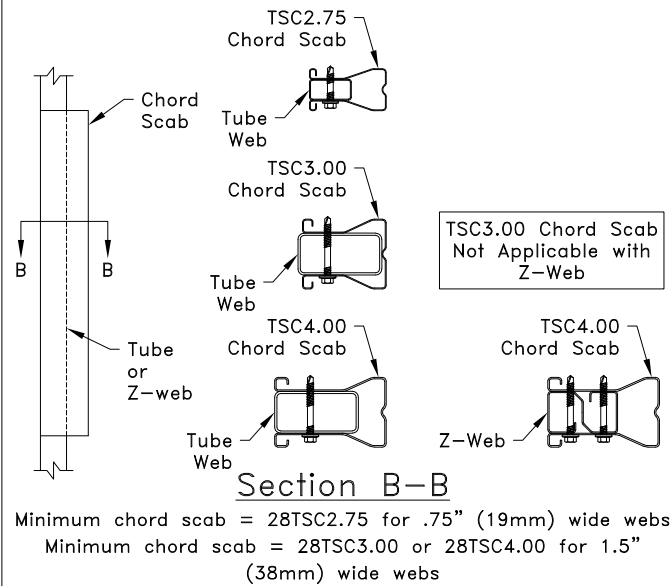 TSC2.75
Chord Scab
Chord
Scab
Tube
Web
TSC3.00
Chord Scab
TSC3.00 Chord Scab
Not Applicable with
Z-Web
B
B
Tube
Web
Tube
or
Z-web
TSC4.00
Chord Scab
Tube
Web
TSC4.00
Chord Scab
Z-Web
Section B-B
Minimum chord scab = 28TSC2.75 for .75" (19mm) wide webs
Minimum chord scab = 28TSC3.00 or 28TSC4.00 for 1.5"
(38mm) wide webs